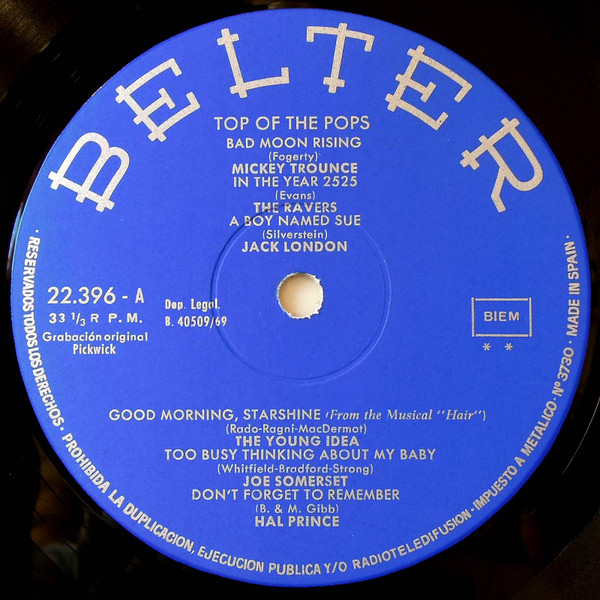 BELTER
TOP OF THE POPS
BAD MOON RISING
(Fogerty)
MICKEY TROUNCE
IN THE YEAR 2525
(Evans)
THE RAVERS
A BOY NAMED SUE
(Silverstein)
JACK LONDON
22.396 - A
33 1/3 R P. M.
Grabación original
Pickwick
Dep. Legal.
B. 40509/69
BIEM
* *
GOOD MORNING, STARSHINE (From the Musical "Hair")
(Rado-Ragni-MacDermot)
THE YOUNG IDEA
TOO BUSY THINKING ABOUT MY BABY
(Whitfield-Bradford-Strong)
JOE SOMERSET
DON'T FORGET TO REMEMBER
(B. & M. Gibb)
HAL PRINCE
· RESERVADOS TODOS LOS DERECHOS · PROHIBIDA LA DUPLICACION, EJECUCION PUBLICA Y/O RADIOTELEDIFUSION · IMPUESTO A METALICO · Nº 3730 · MADE IN SPAIN ·